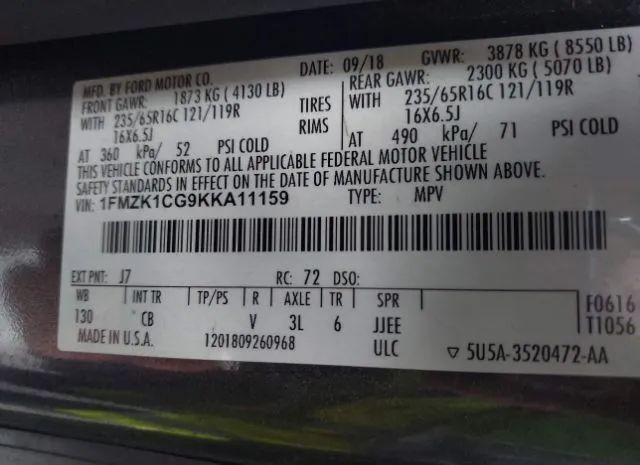 MFD. BY FORD MOTOR CO. DATE: 09/18 GVWR: 3878 KG ( 8550 LB)
FRONT GAWR: 1873 KG ( 4130 LB) REAR GAWR: 2300 KG ( 5070 LB)
WITH 235/65R16C 121/119R TIRES WITH 235/65R16C 121/119R
16X6.5J RIMS 16X6.5J
AT 360 kPa/ 52 PSI COLD AT 490 kPa/ 71 PSI COLD
THIS VEHICLE CONFORMS TO ALL APPLICABLE FEDERAL MOTOR VEHICLE
SAFETY STANDARDS IN EFFECT ON THE DATE OF MANUFACTURE SHOWN ABOVE.
VIN: 1FMZK1CG9KKA11159 TYPE: MPV
EXT PNT: J7 RC: 72 DSO:
WB INT TR TP/PS R AXLE TR SPR F0616
130 CB V 3L 6 JJEE T1056
MADE IN U.S.A. 1201809260968 ULC ▽ 5U5A-3520472-AA